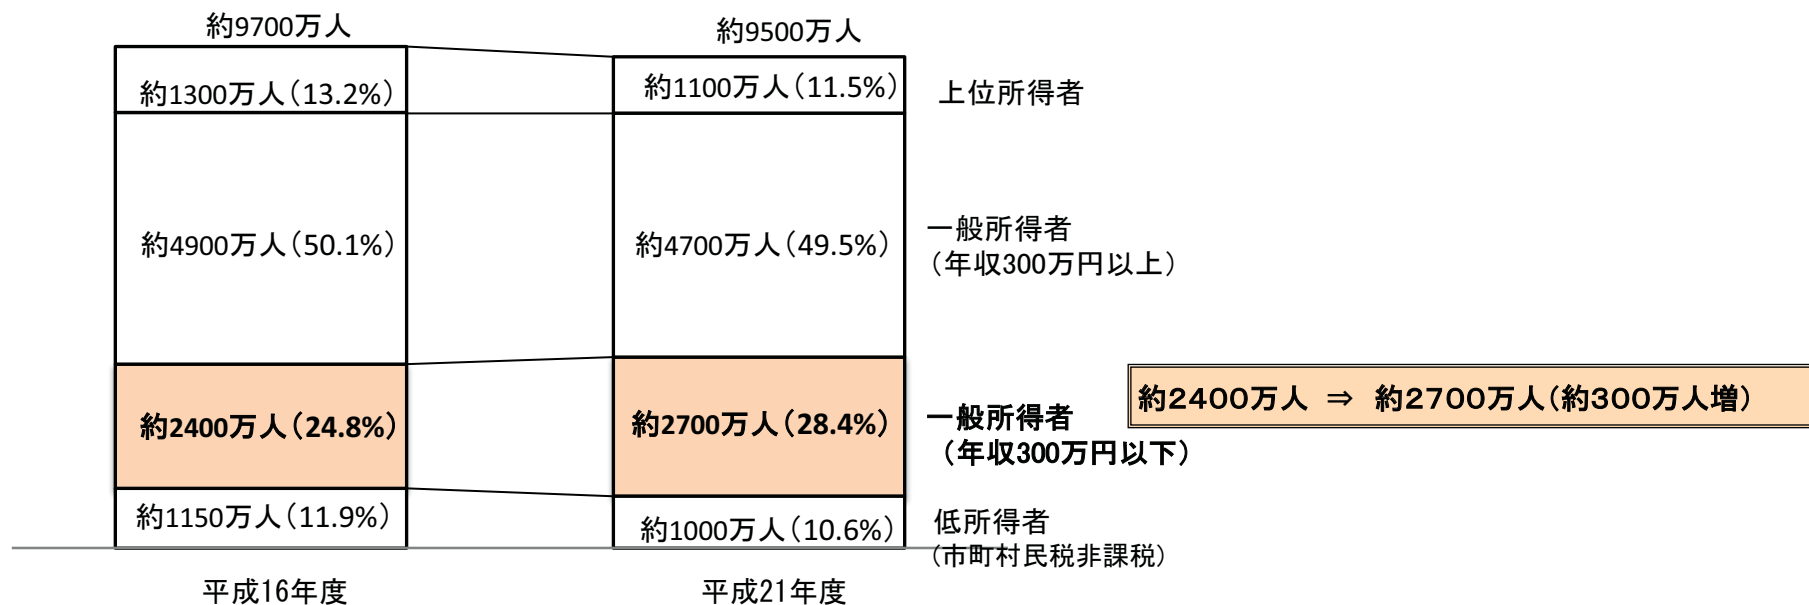 約9700万人
約9500万人
約1300万人（13.2%）
約1100万人（11.5%）
上位所得者
約4900万人（50.1%）
約4700万人（49.5%）
一般所得者
（年収300万円以上）
約2400万人（24.8%）
約2700万人（28.4%）
一般所得者
（年収300万円以下）
約2400万人 ⇒ 約2700万人（約300万人増）
約1150万人（11.9%）
約1000万人（10.6%）
低所得者
（市町村民税非課税）
平成16年度
平成21年度